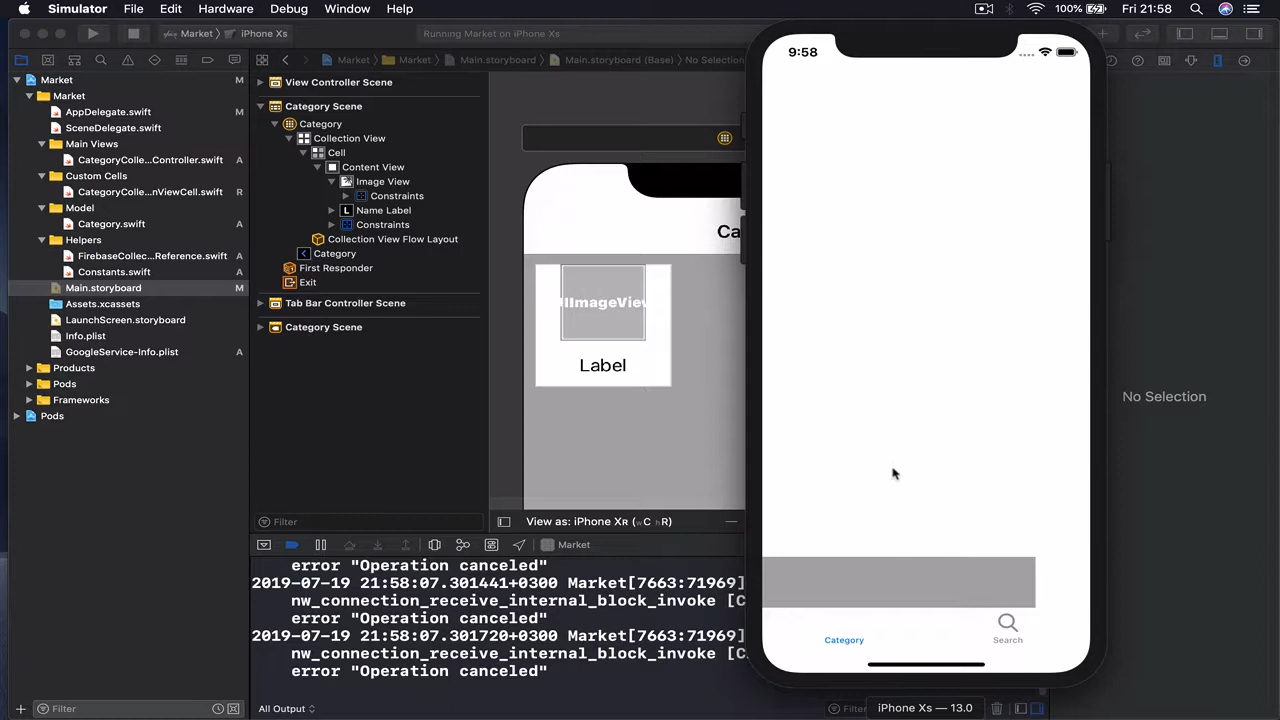 Simulator File Edit Hardware Debug Window Help 100% Fri 21:58
Market iPhone Xs Running Market on iPhone Xs
Market Main.storyboard Main.storyboard (Base) No Selection
Market M
Market
AppDelegate.swift M
SceneDelegate.swift
Main Views
CategoryColle...Controller.swift A
Custom Cells
CategoryColle...nViewCell.swift R
Model
Category.swift A
Helpers
FirebaseCollec...Reference.swift A
Constants.swift A
Main.storyboard M
Assets.xcassets
LaunchScreen.storyboard
Info.plist
GoogleService-Info.plist A
Products
Pods
Frameworks
Pods
Filter
View Controller Scene
Category Scene
Category
Collection View
Cell
Content View
Image View
Constraints
L Name Label
Constraints
Collection View Flow Layout
Category
First Responder
Exit
Tab Bar Controller Scene
Category Scene
Filter
Ca
UIImageView
Label
View as: iPhone XR (wC hR)
Market
error "Operation canceled"
2019-07-19 21:58:07.301441+0300 Market[7663:71969]
nw_connection_receive_internal_block_invoke [C
error "Operation canceled"
2019-07-19 21:58:07.301720+0300 Market[7663:71969]
nw_connection_receive_internal_block_invoke [C
error "Operation canceled"
All Output
Filter
9:58
Category
Search
iPhone Xs — 13.0
No Selection